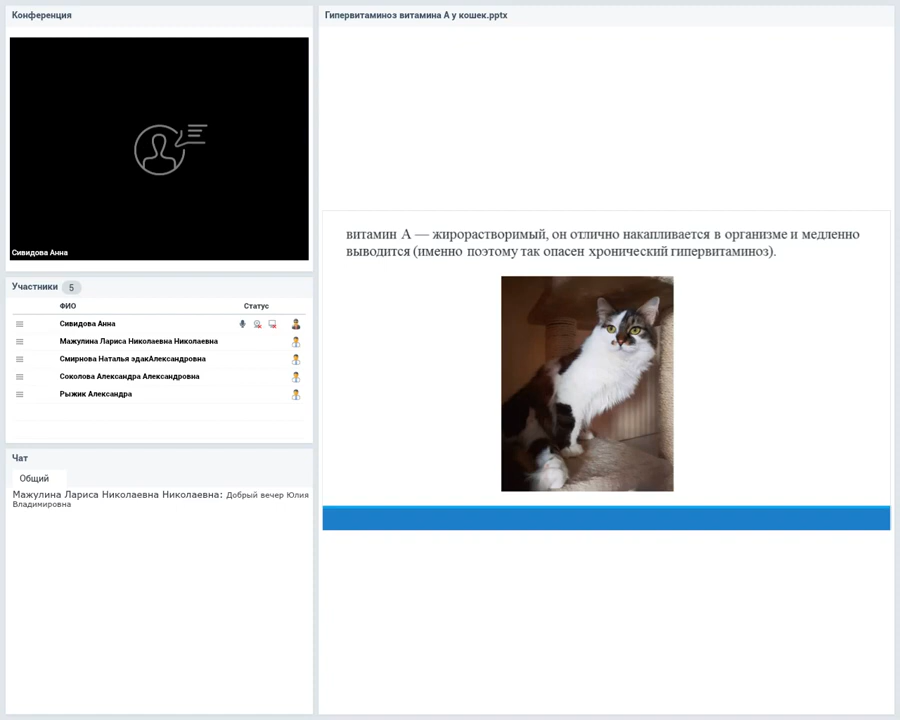 Конференция
Сивидова Анна
Участники 5
ФИО Статус
Сивидова Анна
Мажулина Лариса Николаевна Николаевна
Смирнова Наталья эдакАлександровна
Соколова Александра Александровна
Рыжик Александра
Чат
Общий
Мажулина Лариса Николаевна Николаевна: Добрый вечер Юлия
Владимировна
Гипервитаминоз витамина А у кошек.pptx
витамин А — жирорастворимый, он отлично накапливается в организме и медленно
выводится (именно поэтому так опасен хронический гипервитаминоз).